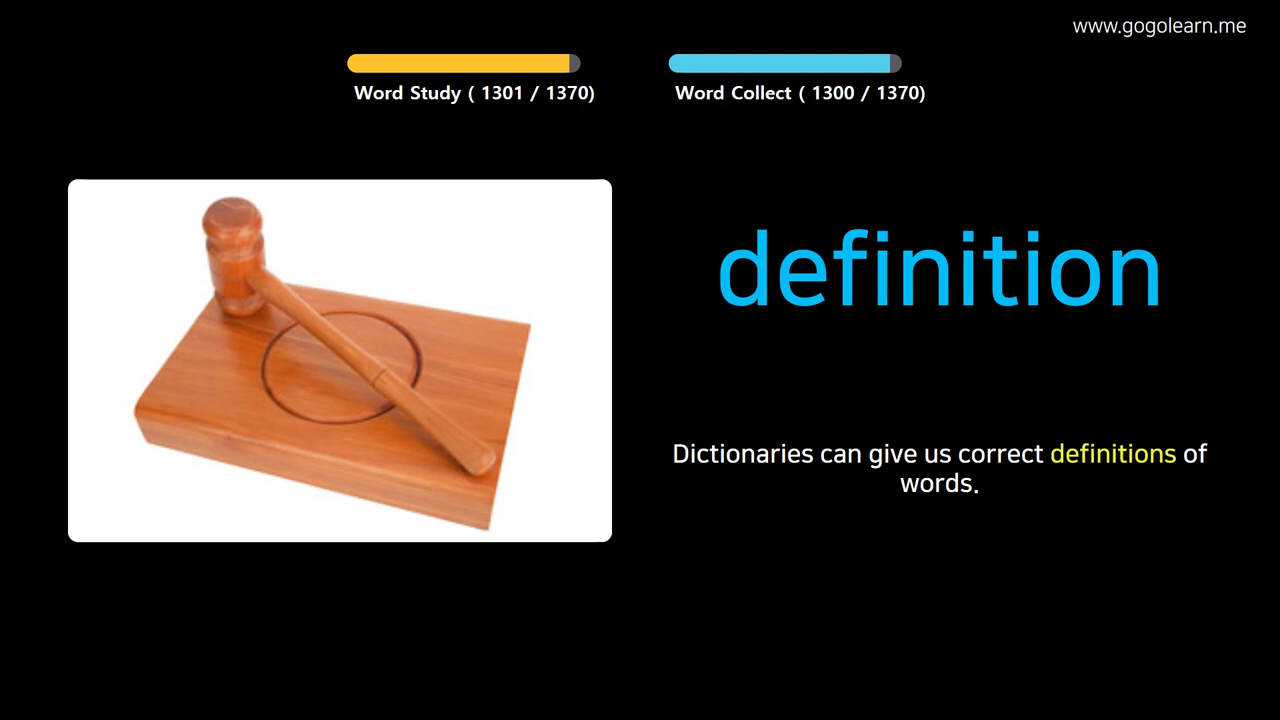 www.gogolearn.me
Word Study ( 1301 / 1370)
Word Collect ( 1300 / 1370)
definition
Dictionaries can give us correct definitions of
words.